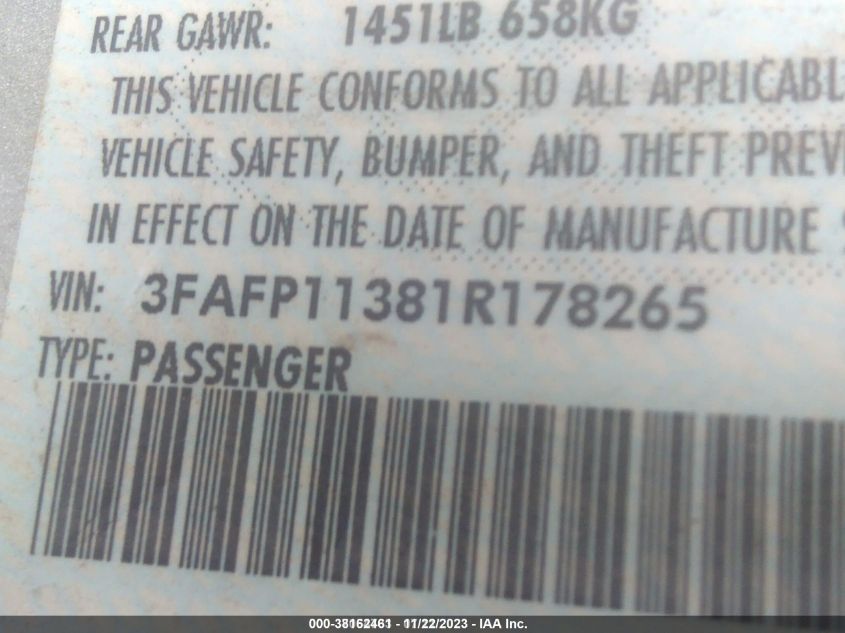 REAR GAWR: 1451LB 658KG
THIS VEHICLE CONFORMS TO ALL APPLICABL
VEHICLE SAFETY, BUMPER, AND THEFT PREV
IN EFFECT ON THE DATE OF MANUFACTURE
VIN: 3FAFP11381R178265
TYPE: PASSENGER
000-38162461 - 11/22/2023 - IAA Inc.